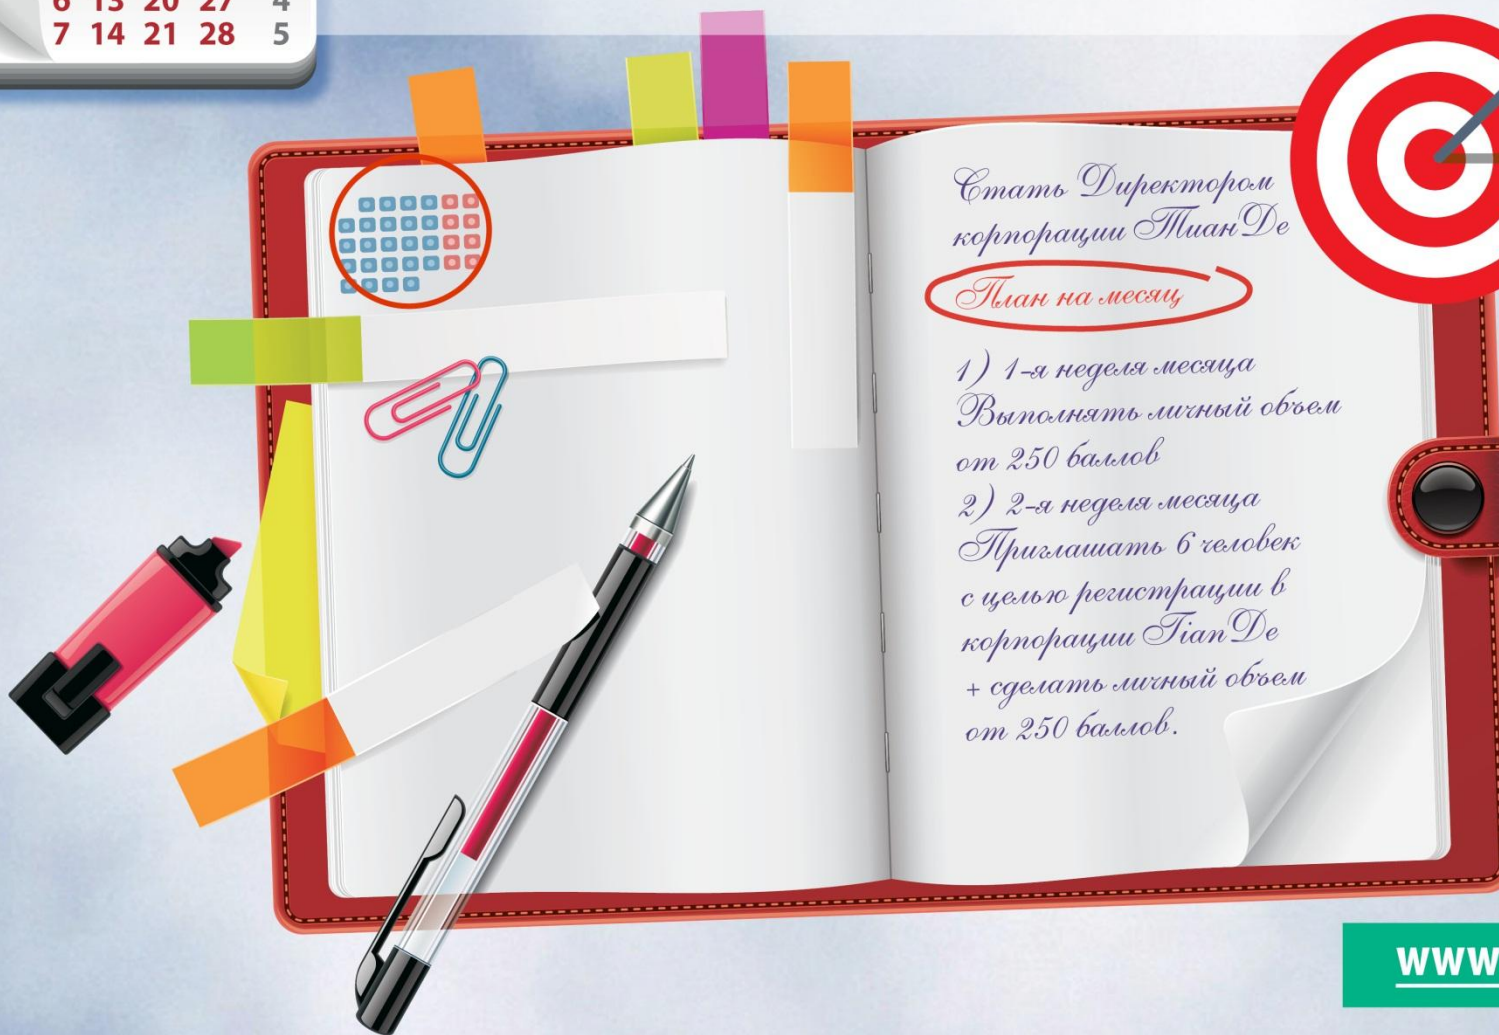 6 13 20 27 4
7 14 21 28 5
Стать Директором
корпорации ТианДе
План на месяц
1) 1-я неделя месяца
Выполнять личный объем
от 250 баллов
2) 2-я неделя месяца
Приглашать 6 человек
с целью регистрации в
корпорации TianDe
+ сделать личный объем
от 250 баллов.
www